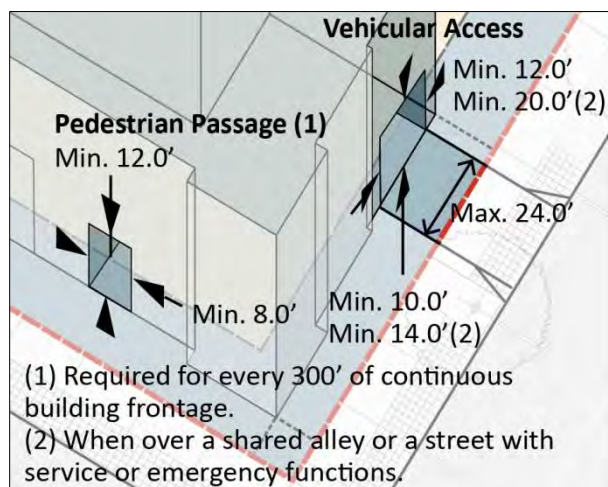 Vehicular Access
Min. 12.0’
Min. 20.0’(2)
Pedestrian Passage (1)
Min. 12.0’
Max. 24.0’
Min. 8.0’
Min. 10.0’
Min. 14.0’(2)
(1) Required for every 300’ of continuous
building frontage.
(2) When over a shared alley or a street with
service or emergency functions.